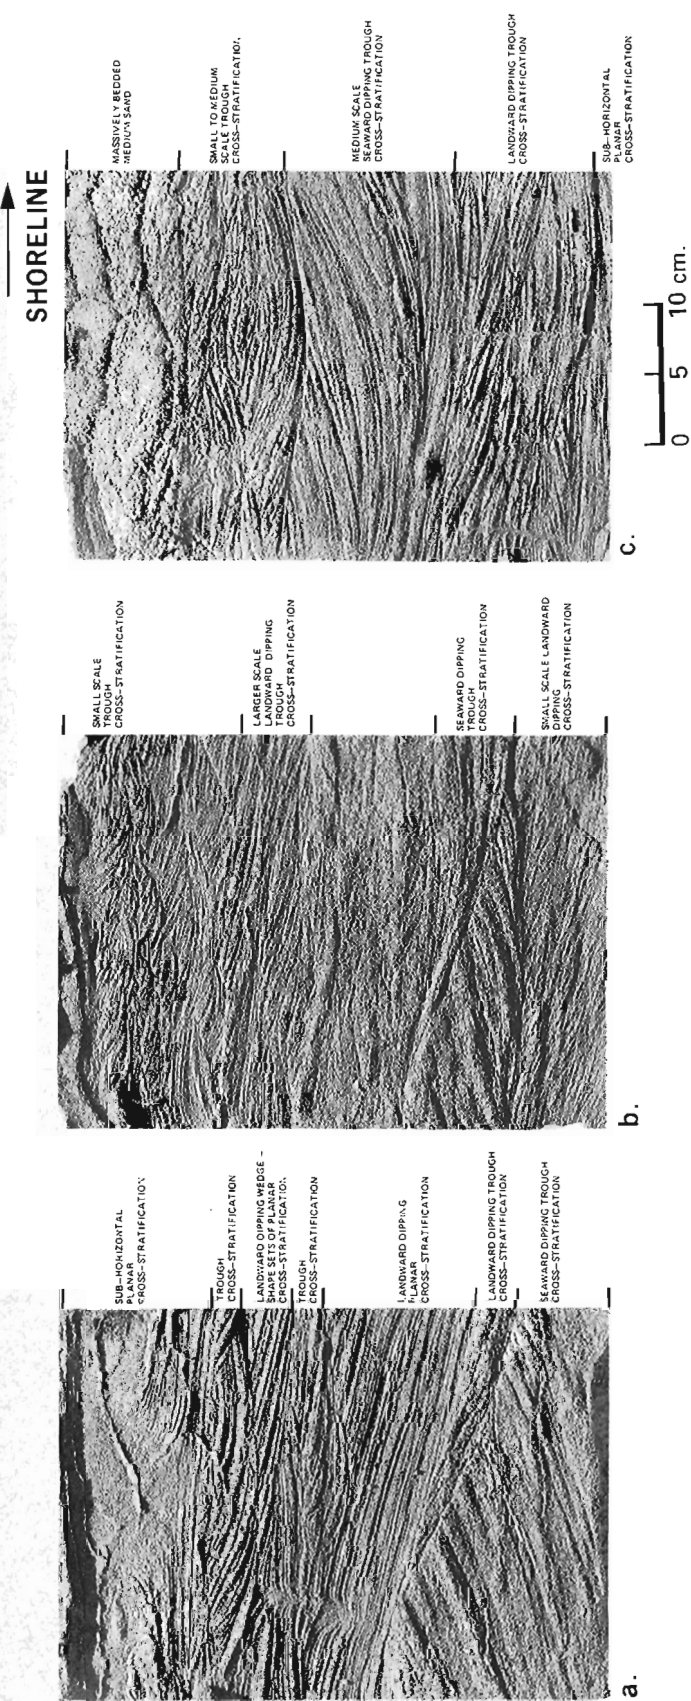 SHORELINE
SUB-HORIZONTAL
PLANAR
CROSS-STRATIFICATION
TROUGH
CROSS-STRATIFICATION
LANDWARD DIPPING WEDGE -
SHAPE SETS OF PLANAR
CROSS-STRATIFICATION
TROUGH
CROSS-STRATIFICATION
LANDWARD DIPPING
PLANAR
CROSS-STRATIFICATION
LANDWARD DIPPING TROUGH
CROSS-STRATIFICATION
SEAWARD DIPPING TROUGH
CROSS-STRATIFICATION
a.
SMALL SCALE
TROUGH
CROSS-STRATIFICATION
LARGER SCALE
LANDWARD DIPPING
TROUGH
CROSS-STRATIFICATION
SEAWARD DIPPING
TROUGH
CROSS-STRATIFICATION
SMALL SCALE LANDWARD
DIPPING
CROSS-STRATIFICATION
b.
MASSIVELY BEDDED
MEDIUM SAND
SMALL TO MEDIUM
SCALE TROUGH
CROSS-STRATIFICATION.
MEDIUM SCALE
SEAWARD DIPPING TROUGH
CROSS-STRATIFICATION
LANDWARD DIPPING TROUGH
CROSS-STRATIFICATION
SUB-HORIZONTAL
PLANAR
CROSS-STRATIFICATION
c.
0 5 10 cm.